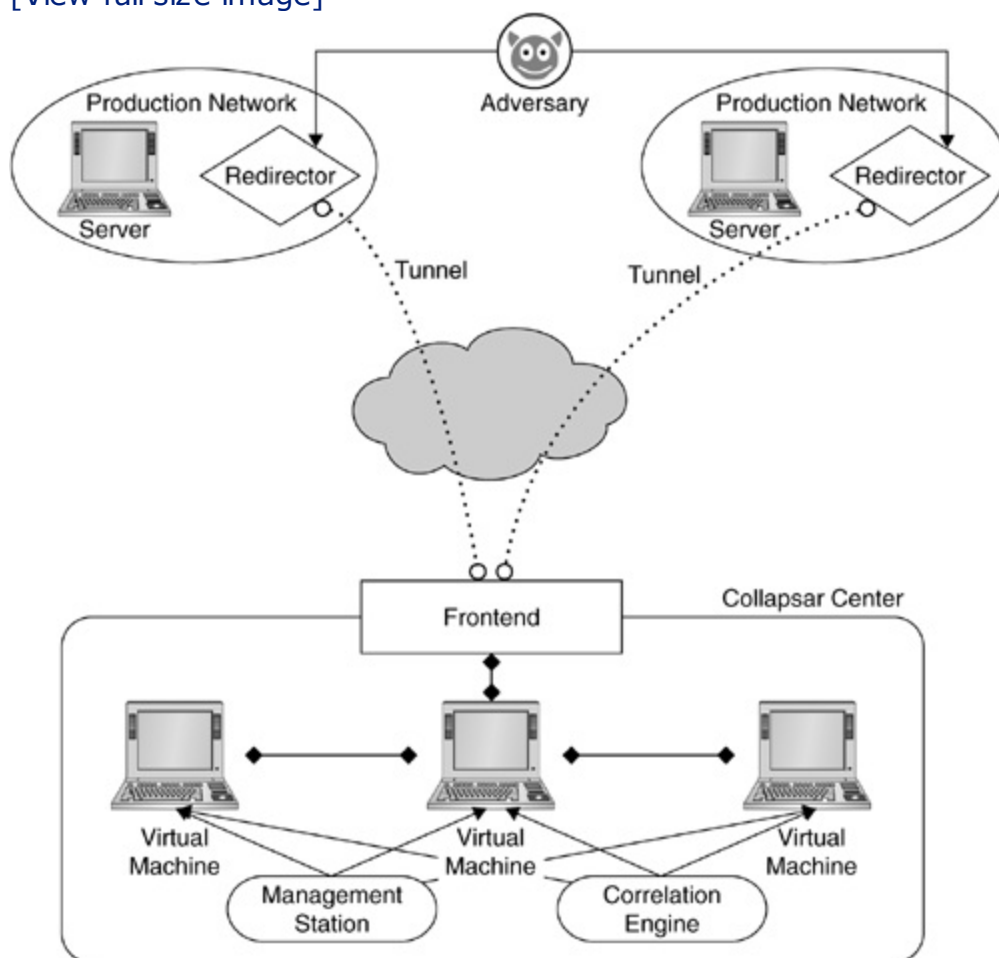 [View full size image]
Adversary
Production Network
Redirector
Server
Production Network
Redirector
Server
Tunnel
Tunnel
Frontend
Collapsar Center
Virtual
Machine
Virtual
Machine
Virtual
Machine
Management
Station
Correlation
Engine